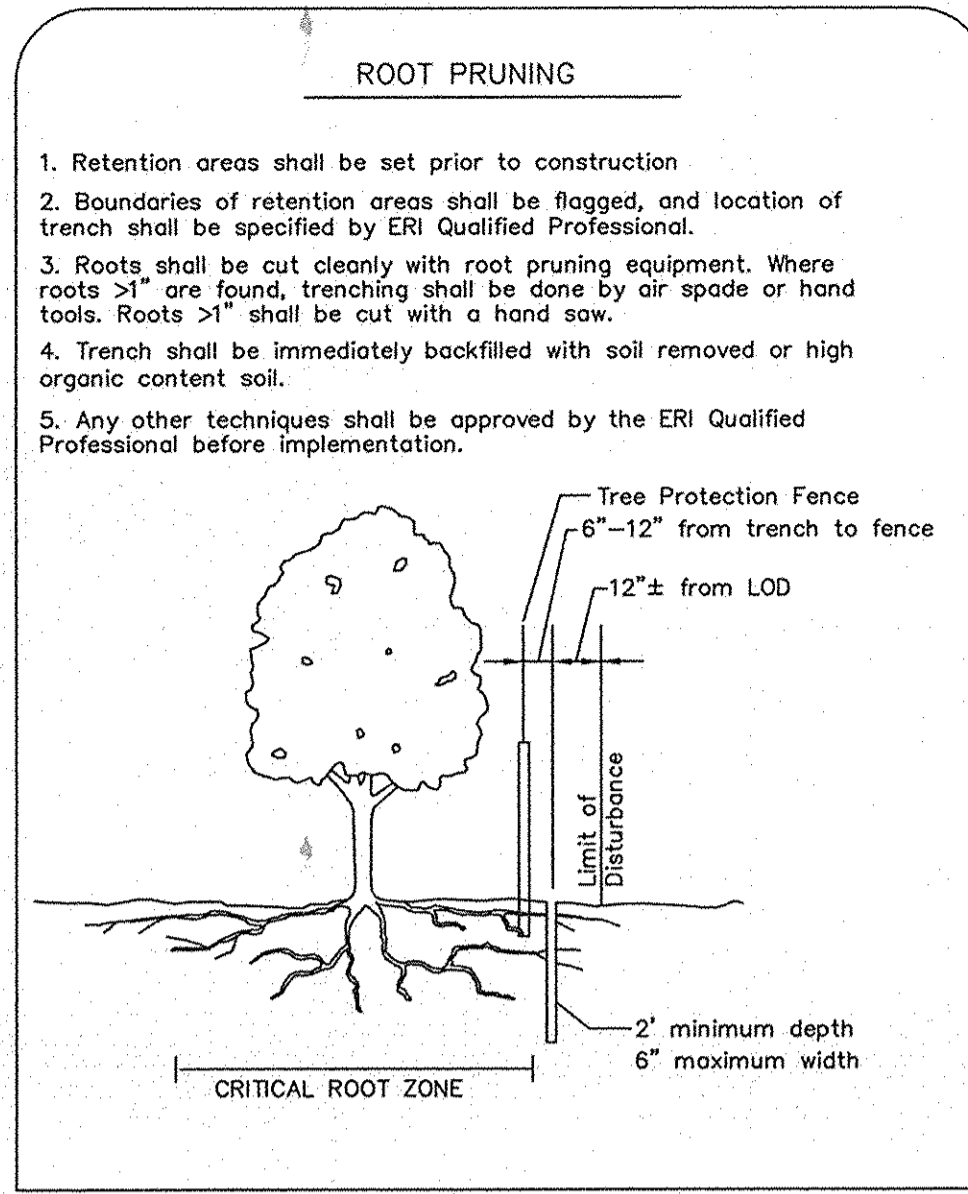 ROOT PRUNING
1. Retention areas shall be set prior to construction
2. Boundaries of retention areas shall be flagged, and location of
trench shall be specified by ERI Qualified Professional.
3. Roots shall be cut cleanly with root pruning equipment. Where
roots >1" are found, trenching shall be done by air spade or hand
tools. Roots >1" shall be cut with a hand saw.
4. Trench shall be immediately backfilled with soil removed or high
organic content soil.
5. Any other techniques shall be approved by the ERI Qualified
Professional before implementation.
Tree Protection Fence
6"-12" from trench to fence
12"± from LOD
Limit of
Disturbance
2' minimum depth
6" maximum width
CRITICAL ROOT ZONE